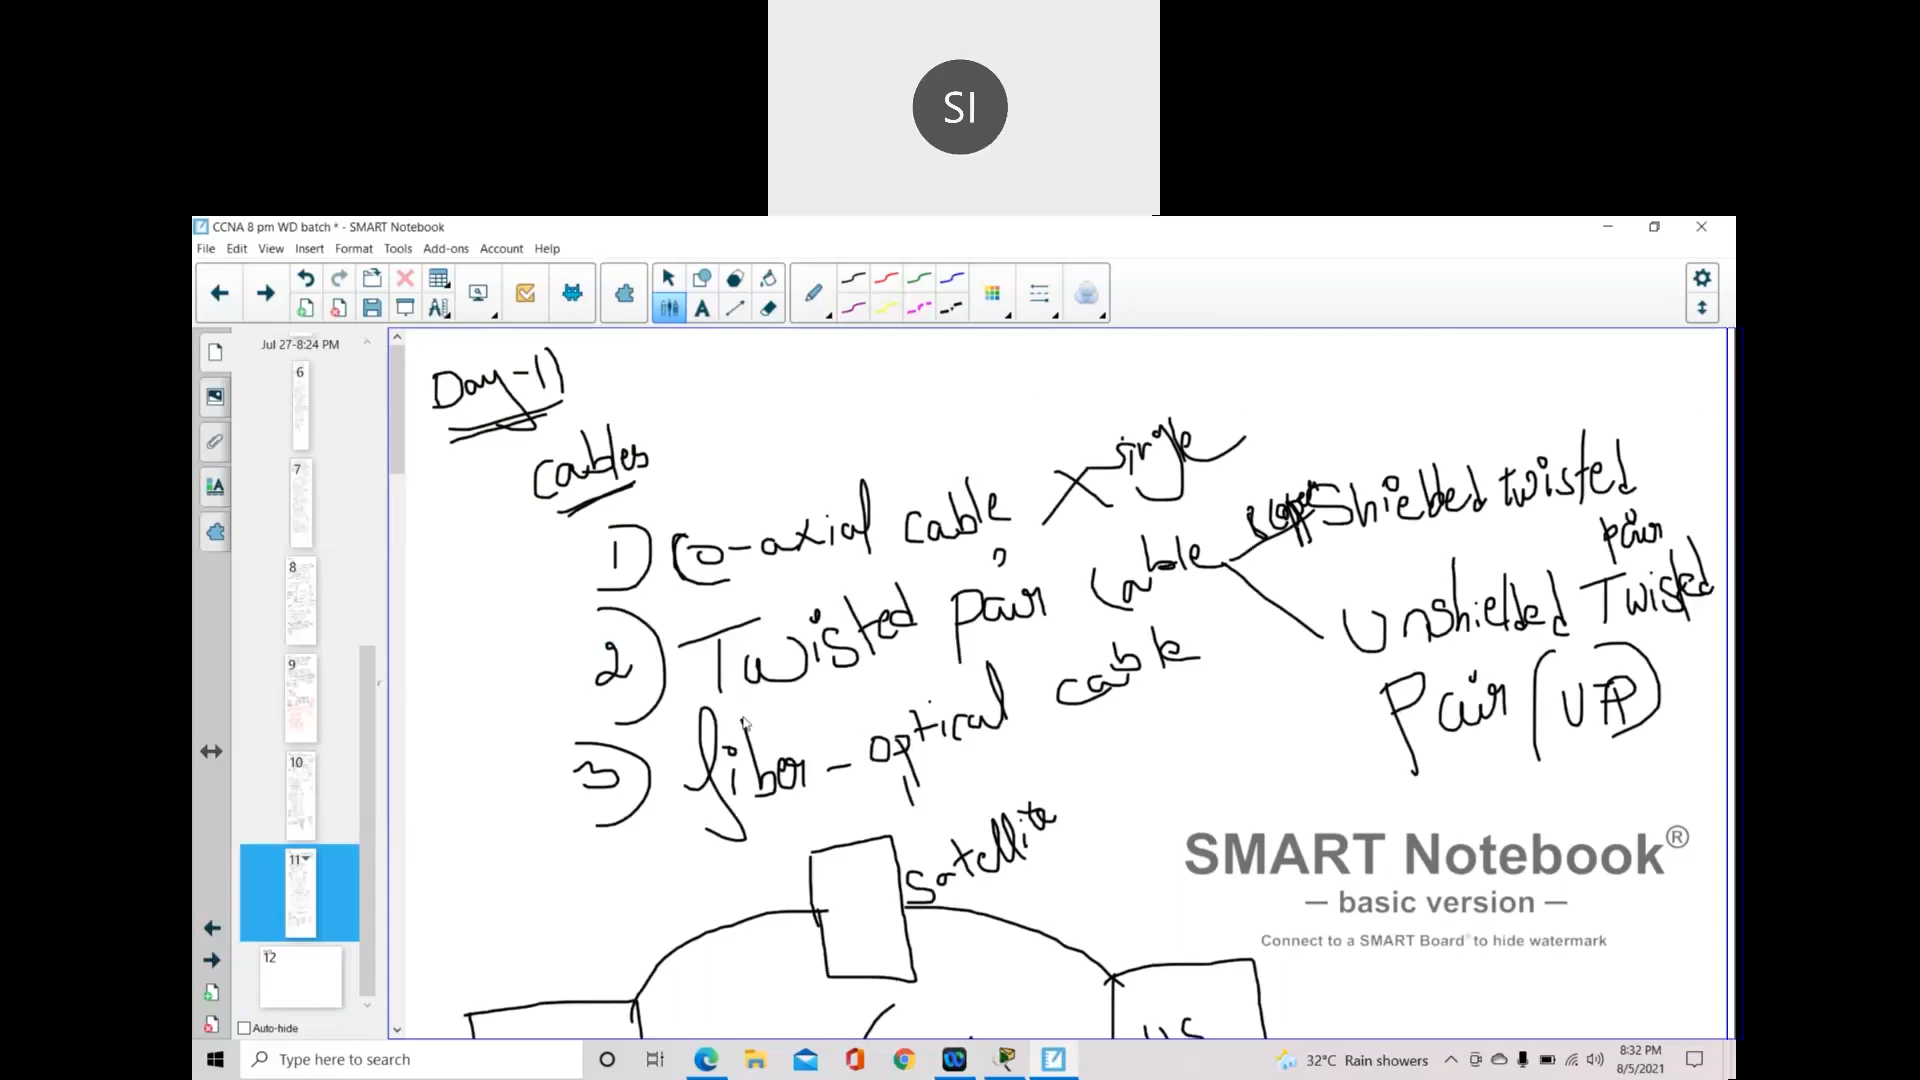 SI
CCNA 8 pm WD batch * - SMART Notebook
File Edit View Insert Format Tools Add-ons Account Help
Jul 27-8:24 PM
6
7
8
9
10
11
12
Auto-hide
Day-11
Cables
1) Co-axial cable X single
2) Twisted pair cable
Shielded twisted
pair
Unshielded Twisted
Pair (UTP)
3) fiber-optical cable
Satellite
US
SMART Notebook®
— basic version —
Connect to a SMART Board® to hide watermark
Type here to search
32°C Rain showers
8:32 PM
8/5/2021